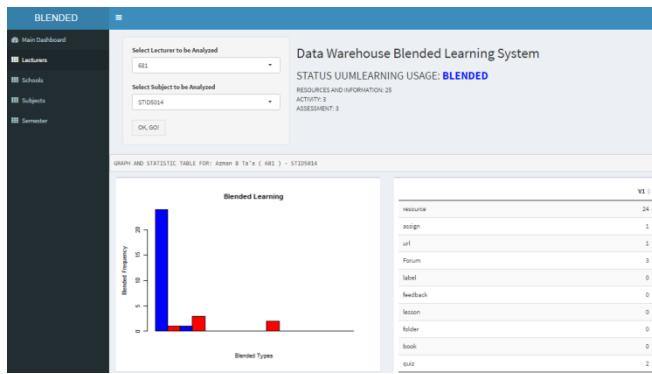 BLENDED
Main Dashboard
Lecturers
Schools
Subjects
Semester
Select Lecturer to be Analyzed
601
Select Subject to be Analyzed
STID5014
OK, GO!
Data Warehouse Blended Learning System
STATUS UUMLEARNING USAGE: BLENDED
RESOURCES AND INFORMATION: 25
ACTIVITY: 3
ASSESSMENT: 3
GRAPH AND STATISTIC TABLE FOR: Azman B Ta'a ( 601 ) - STID5014
Blended Learning
Blended Frequency
20
15
10
5
0
Blended Types
V1
resource 24
assign 1
url 1
Forum 3
label 0
feedback 0
lesson 0
folder 0
book 0
quiz 2